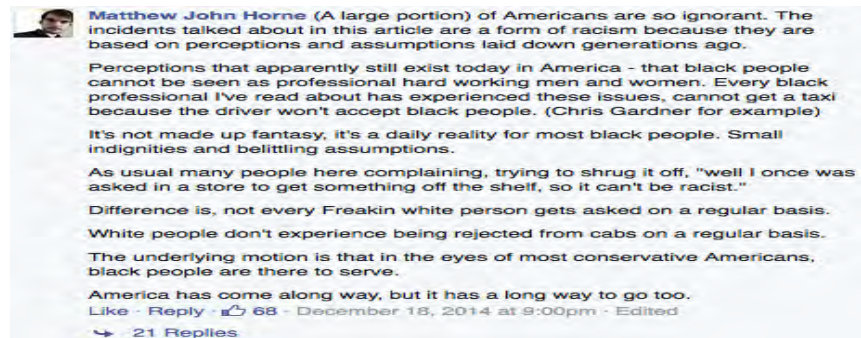 Matthew John Horne (A large portion) of Americans are so ignorant. The
incidents talked about in this article are a form of racism because they are
based on perceptions and assumptions laid down generations ago.
Perceptions that apparently still exist today in America - that black people
cannot be seen as professional hard working men and women. Every black
professional I've read about has experienced these issues, cannot get a taxi
because the driver won't accept black people. (Chris Gardner for example)
It's not made up fantasy, it's a daily reality for most black people. Small
indignities and belittling assumptions.
As usual many people here complaining, trying to shrug it off, "well I once was
asked in a store to get something off the shelf, so it can't be racist."
Difference is, not every Freakin white person gets asked on a regular basis.
White people don't experience being rejected from cabs on a regular basis.
The underlying motion is that in the eyes of most conservative Americans,
black people are there to serve.
America has come along way, but it has a long way to go too.
Like · Reply · 68 · December 18, 2014 at 9:00pm · Edited
21 Replies